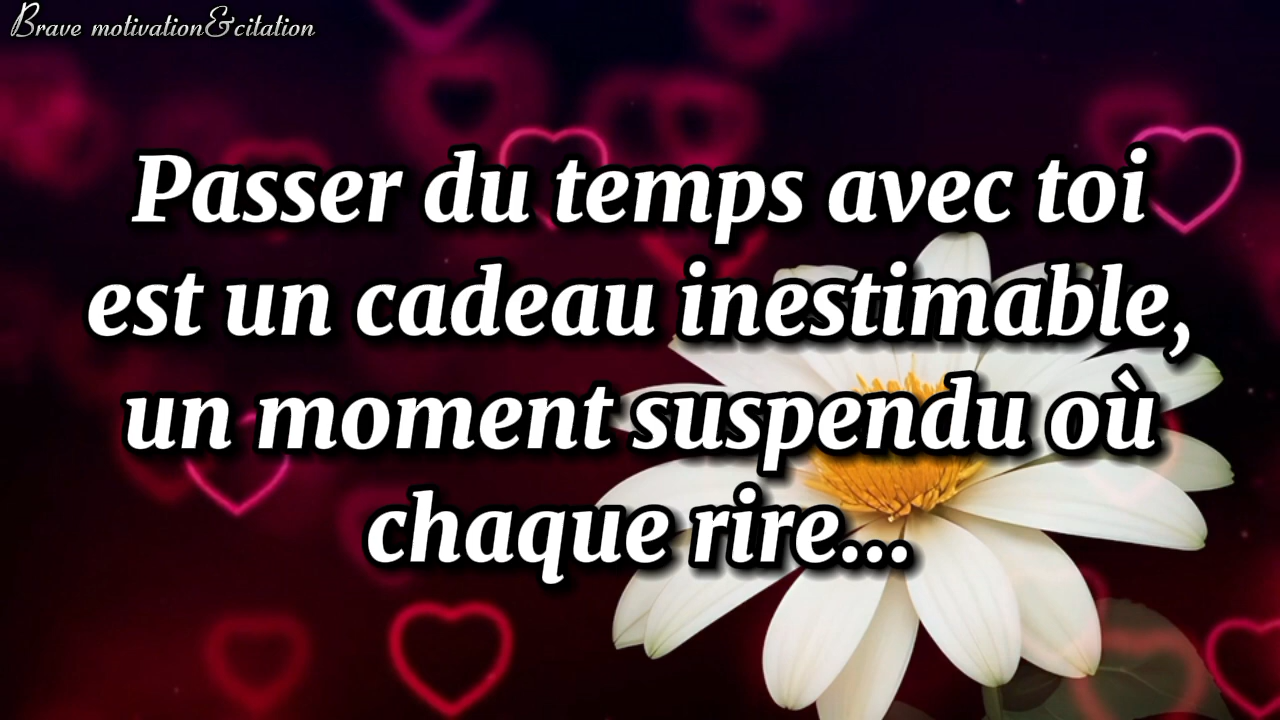 Brave motivation&citation
Passer du temps avec toi
est un cadeau inestimable,
un moment suspendu où
chaque rire...